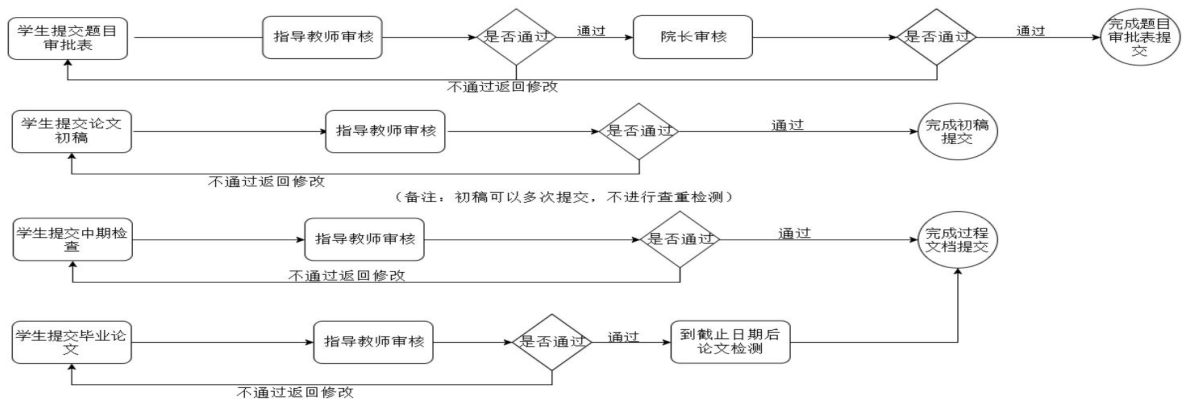 学生提交题目
审批表
指导教师审核
是否通过
通过
院长审核
是否通过
通过
完成题目
审批表提
交
不通过返回修改
学生提交论文
初稿
指导教师审核
是否通过
通过
完成初稿
提交
不通过返回修改
（备注：初稿可以多次提交，不进行查重检测）
学生提交中期检
查
指导教师审核
是否通过
通过
完成过程
文档提交
不通过返回修改
学生提交毕业论
文
指导教师审核
是否通过
通过
到截止日期后
论文检测
不通过返回修改